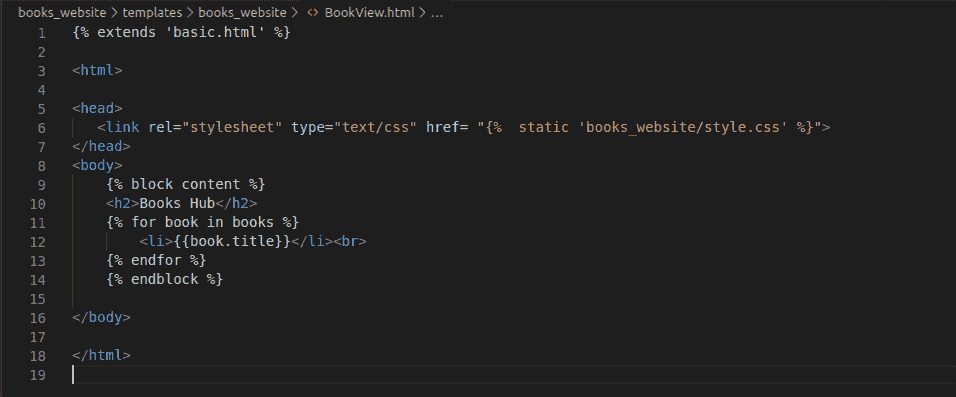 books_website > templates > books_website > <> BookView.html > ...
1 {% extends 'basic.html' %}
2
3 <html>
4
5 <head>
6 <link rel="stylesheet" type="text/css" href= "{%  static 'books_website/style.css' %}">
7 </head>
8 <body>
9 {% block content %}
10 <h2>Books Hub</h2>
11 {% for book in books %}
12 <li>{{book.title}}</li><br>
13 {% endfor %}
14 {% endblock %}
15
16 </body>
17
18 </html>
19